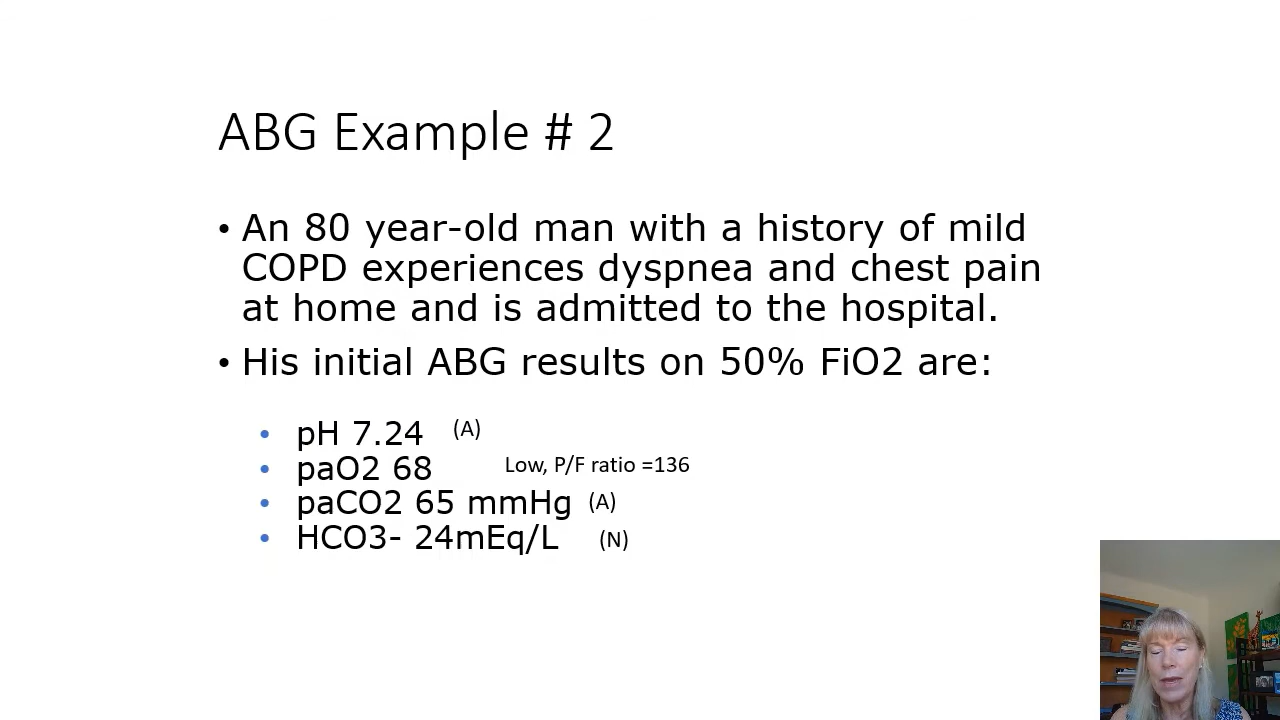 ABG Example # 2
• An 80 year-old man with a history of mild
COPD experiences dyspnea and chest pain
at home and is admitted to the hospital.
• His initial ABG results on 50% FiO2 are:
• pH 7.24 (A)
• paO2 68 Low, P/F ratio =136
• paCO2 65 mmHg (A)
• HCO3- 24mEq/L (N)